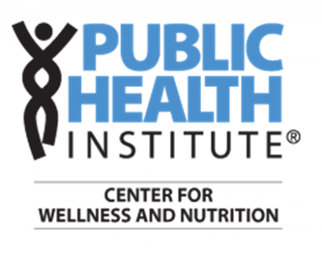 PUBLIC
HEALTH
INSTITUTE®
CENTER FOR
WELLNESS AND NUTRITION